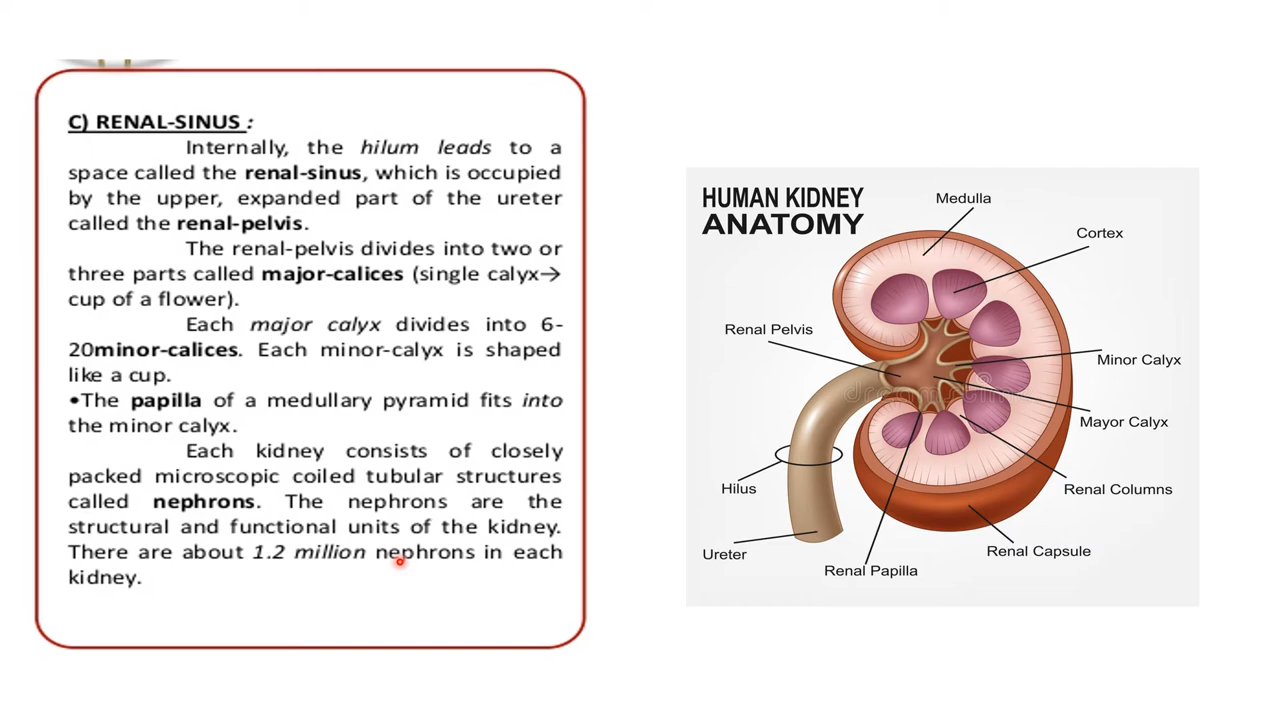 C) RENAL-SINUS :
Internally, the hilum leads to a
space called the renal-sinus, which is occupied
by the upper, expanded part of the ureter
called the renal-pelvis.
The renal-pelvis divides into two or
three parts called major-calices (single calyx→
cup of a flower).
Each major calyx divides into 6-
20minor-calices. Each minor-calyx is shaped
like a cup.
•The papilla of a medullary pyramid fits into
the minor calyx.
Each kidney consists of closely
packed microscopic coiled tubular structures
called nephrons. The nephrons are the
structural and functional units of the kidney.
There are about 1.2 million nephrons in each
kidney.
HUMAN KIDNEY
ANATOMY
Medulla
Cortex
Renal Pelvis
Minor Calyx
Mayor Calyx
Hilus
Renal Columns
Ureter
Renal Capsule
Renal Papilla